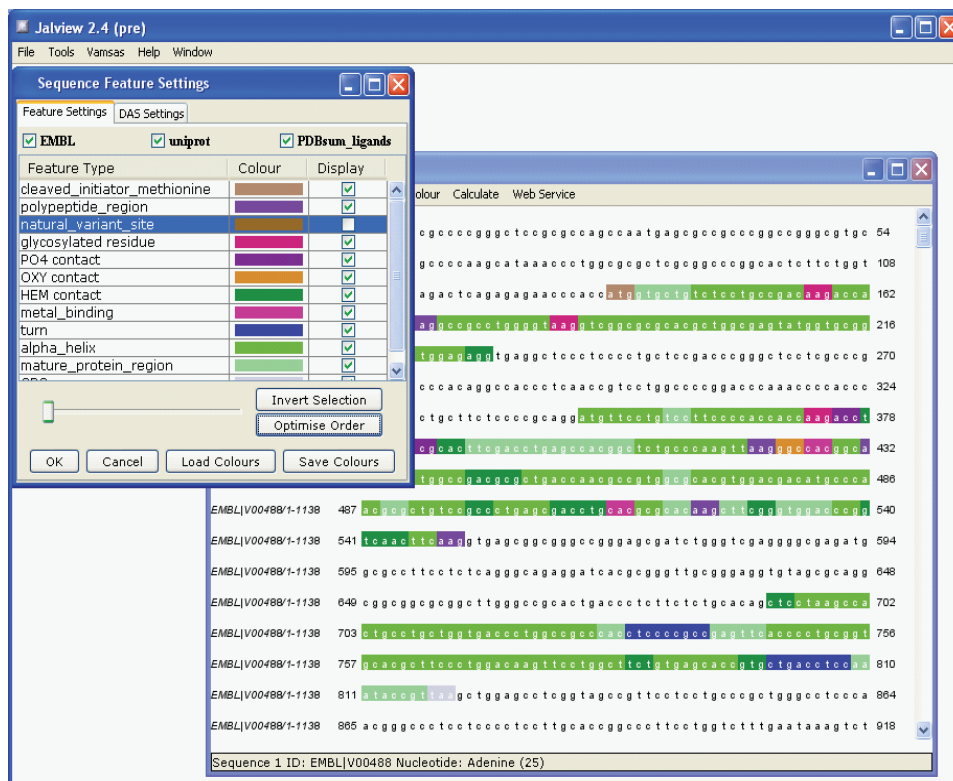 Jalview 2.4 (pre)
File Tools Vamsas Help Window
Sequence Feature Settings
Feature Settings DAS Settings
EMBL uniprot PDBsum_ligands
Feature Type Colour Display
cleaved_initiator_methionine
polypeptide_region
natural_variant_site
glycosylated residue
PO4 contact
OXY contact
HEM contact
metal_binding
turn
alpha_helix
mature_protein_region
Invert Selection
Optimise Order
OK Cancel Load Colours Save Colours
olour Calculate Web Service
cgccccgggctccgcgccagccaatgagcgccgcccggccgggcgtgc 54
gccccaagcataaaccctggcgcgctcgcggcccggcactcttctggt 108
agactcagagagaacccaccatggtgctgtctcctgccgacaagacca 162
aggccgcctggggtaaggtcggcgcgcacgctggcgagtatggtgcgg 216
tggagaggtgaggctccctcccctgctccgacccgggctcctcgcccg 270
cccacaggccaccctcaaccgtcctggccccggacccaaaccccaccc 324
ctgcttctccccgcaggatgttcctgtccttccccaccaccaagacct 378
cgcacttcgacctgagccacggctctgcccaagttaagggccacggca 432
tggccgacgcgctgaccaacgccgtggcgcacgtggacgacatgccca 486
EMBL|V00488/1-1138 487 acgcgctgtccgccctgagcgacctgcacgcgcacaagcttcgggtggacccgg 540
EMBL|V00488/1-1138 541 tcaacttcaaggtgagcggcgggccgggagcgatctgggtcgaggggcgagatg 594
EMBL|V00488/1-1138 595 gcgccttcctctcagggcagaggatcacgcgggttgcgggaggtgtagcgcagg 648
EMBL|V00488/1-1138 649 cggcggcgcggcttgggccgcactgaccctcttctctgcacagctcctaagcca 702
EMBL|V00488/1-1138 703 ctgcctgctggtgaccctggccgcccacctccccgccgagttcacccctgcggt 756
EMBL|V00488/1-1138 757 gcacgcttccctggacaagttcctggcttctgtgagcaccgtgctgacctccaa 810
EMBL|V00488/1-1138 811 ataccgttaagctggagcctcggtagccgttcctcctgcccgctgggcctccca 864
EMBL|V00488/1-1138 865 acgggccctcctcccctccttgcaccggcccttcctggtctttgaataaagtct 918
Sequence 1 ID: EMBL|V00488 Nucleotide: Adenine (25)